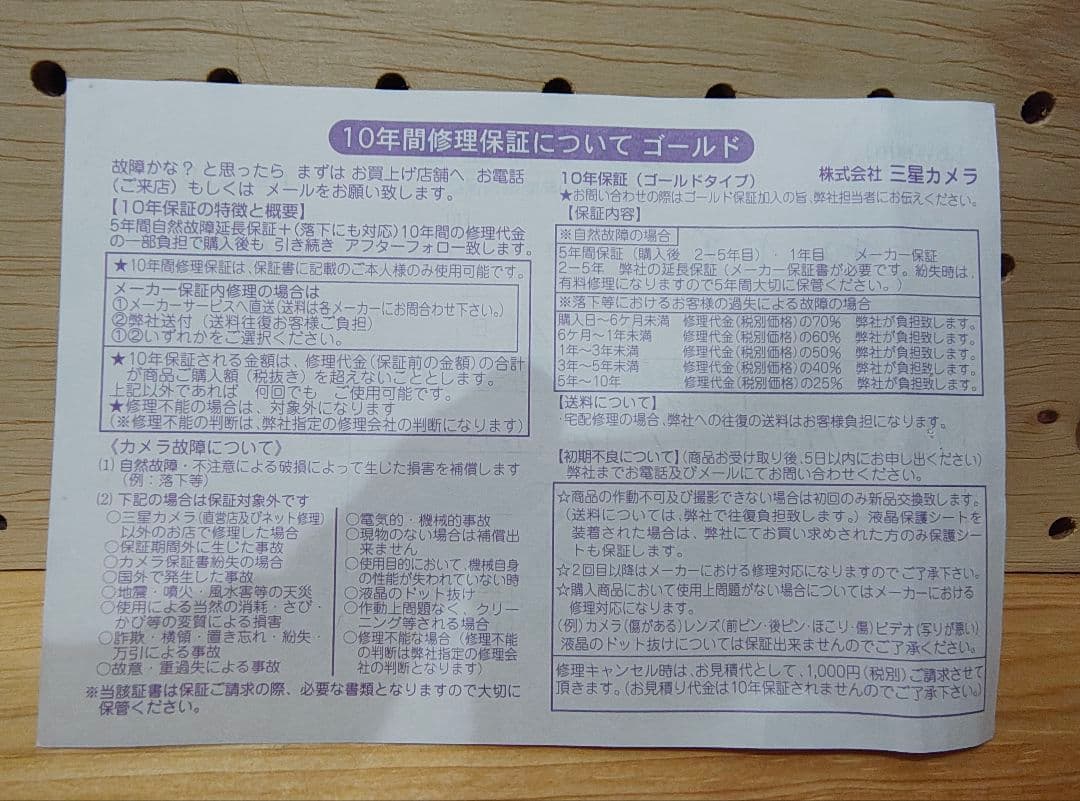 10年間修理保証について ゴールド
故障かな？ と思ったら まずは お買上げ店舗へ お電話
（ご来店）もしくは メールをお願い致します。
【10年保証の特徴と概要】
5年間自然故障延長保証＋(落下にも対応)10年間の修理代金
の一部負担で購入後も 引き続き アフターフォロー致します。
★10年間修理保証は、保証書に記載のご本人様のみ使用可能です。
メーカー保証内修理の場合は
①メーカーサービスへ直送(送料は各メーカーにお問合わせ下さい。)
②弊社送付（送料往復お客様ご負担）
①②いずれかをご選択ください。
★10年保証される金額は、修理代金(保証前の金額)の合計
が商品ご購入額（税抜き）を超えないこととします。
上記以外であれば 何回でも ご使用可能です。
★修理不能の場合は、対象外になります
（※修理不能の判断は、弊社指定の修理会社の判断になります）
《カメラ故障について》
(1) 自然故障・不注意による破損によって生じた損害を補償します
（例：落下等）
(2) 下記の場合は保証対象外です
○三星カメラ(直営店及びネット修理)
以外のお店で修理した場合
○保証期間外に生じた事故
○カメラ保証書紛失の場合
○国外で発生した事故
○地震・噴火・風水害等の天災
○使用による当然の消耗・さび・
かび等の変質による損害
○詐欺・横領・置き忘れ・紛失・
万引による事故
○故意・重過失による事故
○電気的・機械的事故
○現物のない場合は補償出
来ません
○使用目的において、機械自身
の性能が失われていない時
○液晶のドット抜け
○作動上問題なく、クリー
ニング等される場合
○修理不能な場合（修理不能
の判断は弊社指定の修理会
社の判断となります）
※当該証書は保証ご請求の際、必要な書類となりますので大切に
保管ください。
10年保証（ゴールドタイプ）
株式会社 三星カメラ
★お問い合わせの際はゴールド保証加入の旨、弊社担当者にお伝えください。
【保証内容】
※自然故障の場合
5年間保証（購入後 2－5年目）・ 1年目 メーカー保証
2－5年 弊社の延長保証（メーカー保証書が必要です。紛失時は、
有料修理になりますので5年間大切に保管ください。）
※落下等におけるお客様の過失による故障の場合
購入日～6ケ月未満 修理代金(税別価格)の70% 弊社が負担致します。
6ケ月～1年未満 修理代金(税別価格)の60% 弊社が負担致します。
1年～3年未満 修理代金(税別価格)の50% 弊社が負担致します。
3年～5年未満 修理代金(税別価格)の40% 弊社が負担致します。
5年～10年 修理代金(税別価格)の25% 弊社が負担致します。
【送料について】
・宅配修理の場合、弊社への往復の送料はお客様負担になります。
【初期不良について】（商品お受け取り後、5日以内にお申し出ください）
弊社までお電話及びメールにてお問い合わせください。
☆商品の作動不可及び撮影できない場合は初回のみ新品交換致します。
（送料については、弊社で往復負担致します。）液晶保護シートを
装着された場合は、弊社にてお買い求めされた方のみ保護シー
トも保証します。
☆2回目以降はメーカーにおける修理対応になりますのでご了承下さい。
☆購入商品において使用上問題がない場合についてはメーカーにおける
修理対応になります。
（例）カメラ（傷がある）レンズ（前ピン・後ピン・ほこり・傷）ビデオ（写りが悪い）
液晶のドット抜けについては保証出来ませんのでご了承ください。
修理キャンセル時は、お見積代として、1,000円（税別）ご請求させて
頂きます。（お見積り代金は10年保証されませんのでご了承下さい。）